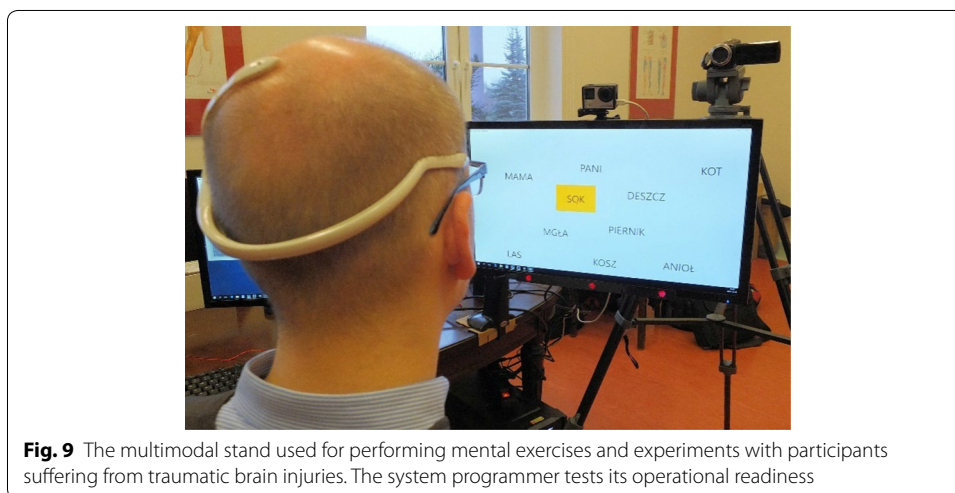 PANI
KOT
MAMA
SOK
DESZCZ
MGŁA
PIERNIK
LAS
KOSZ
ANIOŁ
Fig. 9 The multimodal stand used for performing mental exercises and experiments with participants
suffering from traumatic brain injuries. The system programmer tests its operational readiness